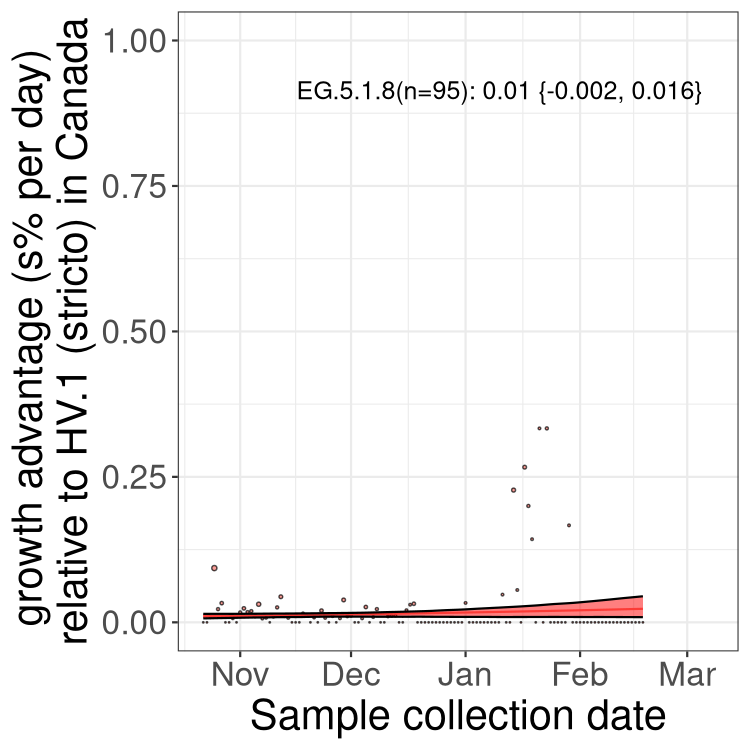 growth advantage (s% per day)
relative to HV.1 (stricto) in Canada
1.00
0.75
0.50
0.25
0.00
EG.5.1.8(n=95): 0.01 {-0.002, 0.016}
Nov Dec Jan Feb Mar
Sample collection date